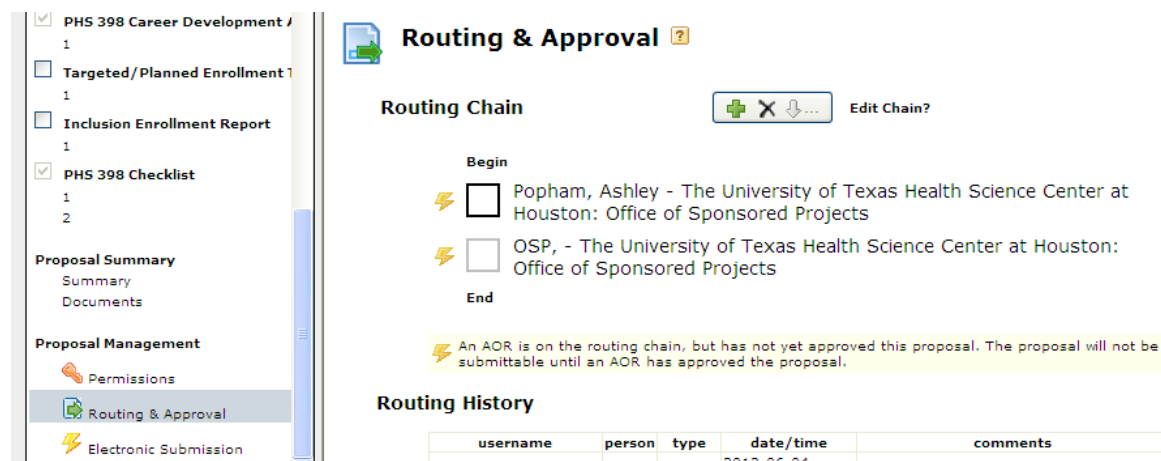 PHS 398 Career Development
1
Targeted/Planned Enrollment
1
Inclusion Enrollment Report
1
PHS 398 Checklist
1
2
Proposal Summary
Summary
Documents
Proposal Management
Permissions
Routing & Approval
Electronic Submission
Routing & Approval ?
Routing Chain
... Edit Chain?
Begin
Popham, Ashley - The University of Texas Health Science Center at
Houston: Office of Sponsored Projects
OSP, - The University of Texas Health Science Center at Houston:
Office of Sponsored Projects
End
An AOR is on the routing chain, but has not yet approved this proposal. The proposal will not be
submittable until an AOR has approved the proposal.
Routing History
username person type date/time comments